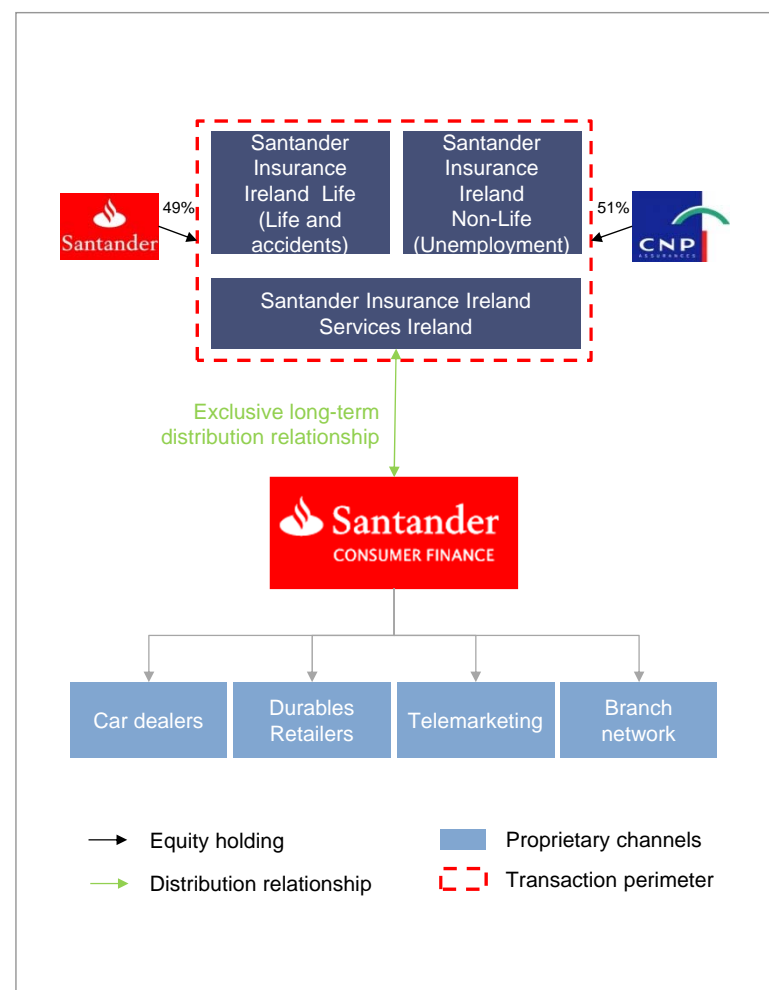 Santander
Insurance
Ireland Life
(Life and
accidents)
Santander
Insurance
Ireland
Non-Life
(Unemployment)
49%
Santander
51%
CNP
ASSURANCES
Santander Insurance Ireland
Services Ireland
Exclusive long-term
distribution relationship
Santander
CONSUMER FINANCE
Car dealers
Durables
Retailers
Telemarketing
Branch
network
Equity holding
Proprietary channels
Distribution relationship
Transaction perimeter